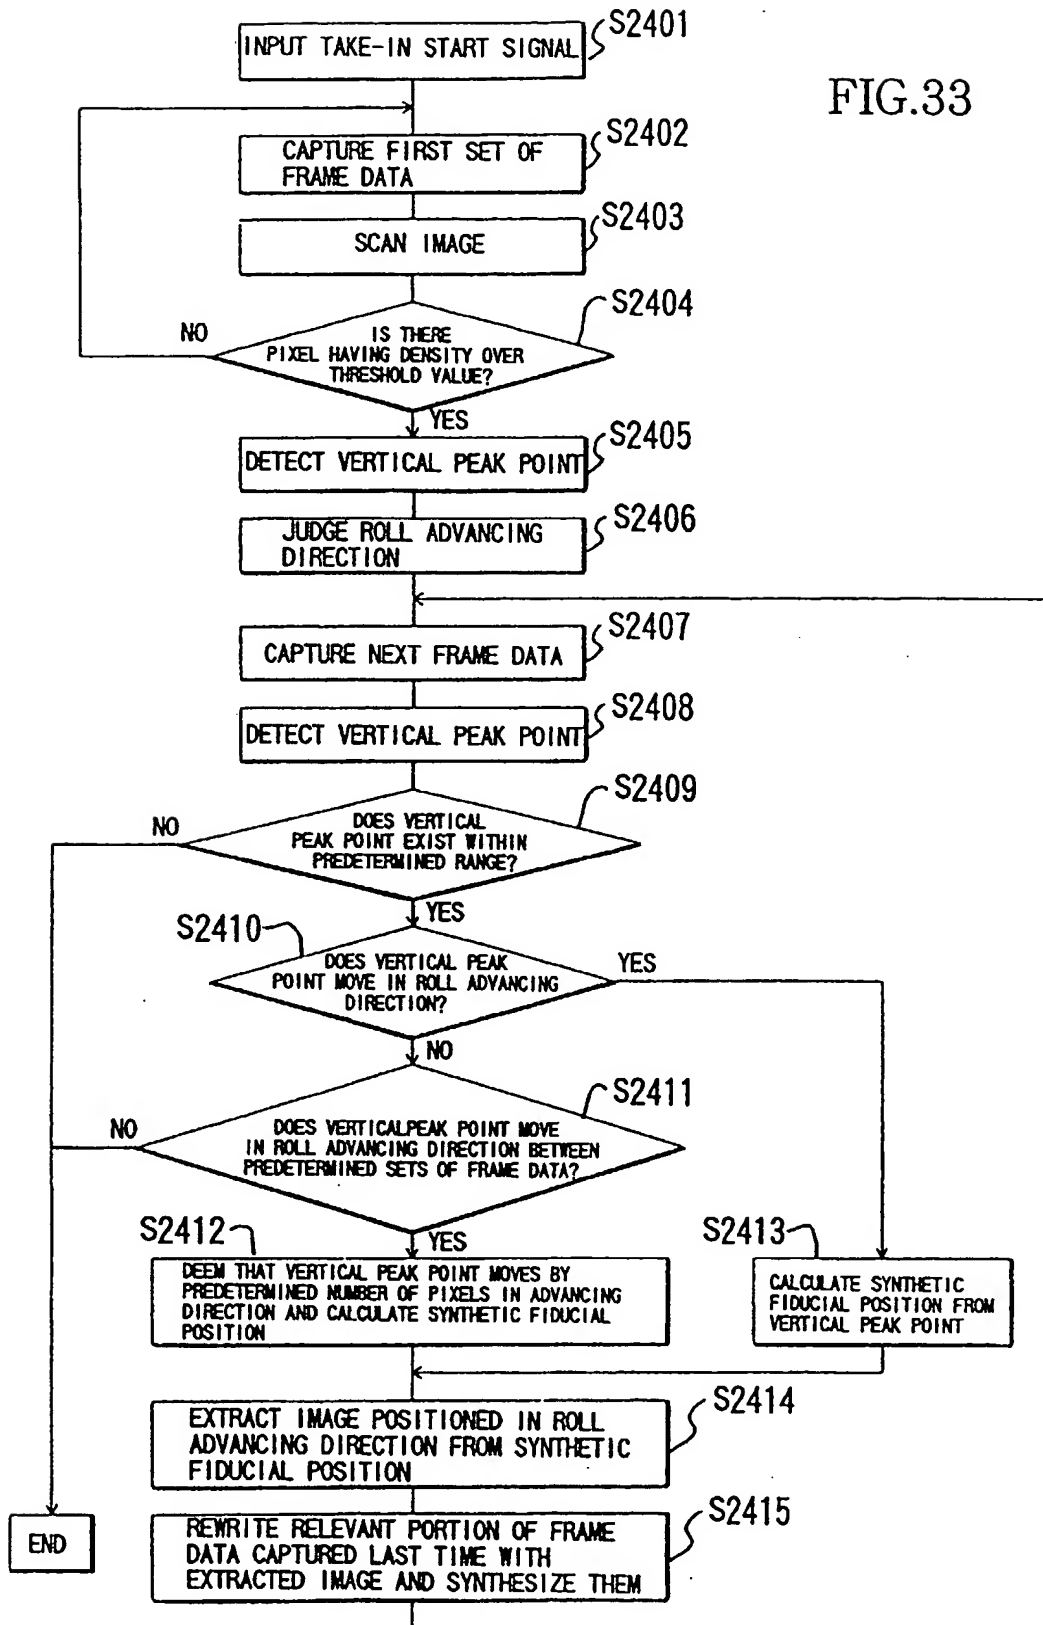 S2401
INPUT TAKE-IN START SIGNAL
FIG.33
S2402
CAPTURE FIRST SET OF
FRAME DATA
S2403
SCAN IMAGE
S2404
NO
IS THERE
PIXEL HAVING DENSITY OVER
THRESHOLD VALUE?
YES
S2405
DETECT VERTICAL PEAK POINT
S2406
JUDGE ROLL ADVANCING
DIRECTION
S2407
CAPTURE NEXT FRAME DATA
S2408
DETECT VERTICAL PEAK POINT
S2409
NO
DOES VERTICAL
PEAK POINT EXIST WITHIN
PREDETERMINED RANGE?
YES
S2410
DOES VERTICAL PEAK
POINT MOVE IN ROLL ADVANCING
DIRECTION?
YES
NO
S2411
NO
DOES VERTICALPEAK POINT MOVE
IN ROLL ADVANCING DIRECTION BETWEEN
PREDETERMINED SETS OF FRAME DATA?
YES
S2412
DEEM THAT VERTICAL PEAK POINT MOVES BY
PREDETERMINED NUMBER OF PIXELS IN ADVANCING
DIRECTION AND CALCULATE SYNTHETIC FIDUCIAL
POSITION
S2413
CALCULATE SYNTHETIC
FIDUCIAL POSITION FROM
VERTICAL PEAK POINT
S2414
EXTRACT IMAGE POSITIONED IN ROLL
ADVANCING DIRECTION FROM SYNTHETIC
FIDUCIAL POSITION
S2415
REWRITE RELEVANT PORTION OF FRAME
DATA CAPTURED LAST TIME WITH
EXTRACTED IMAGE AND SYNTHESIZE THEM
END